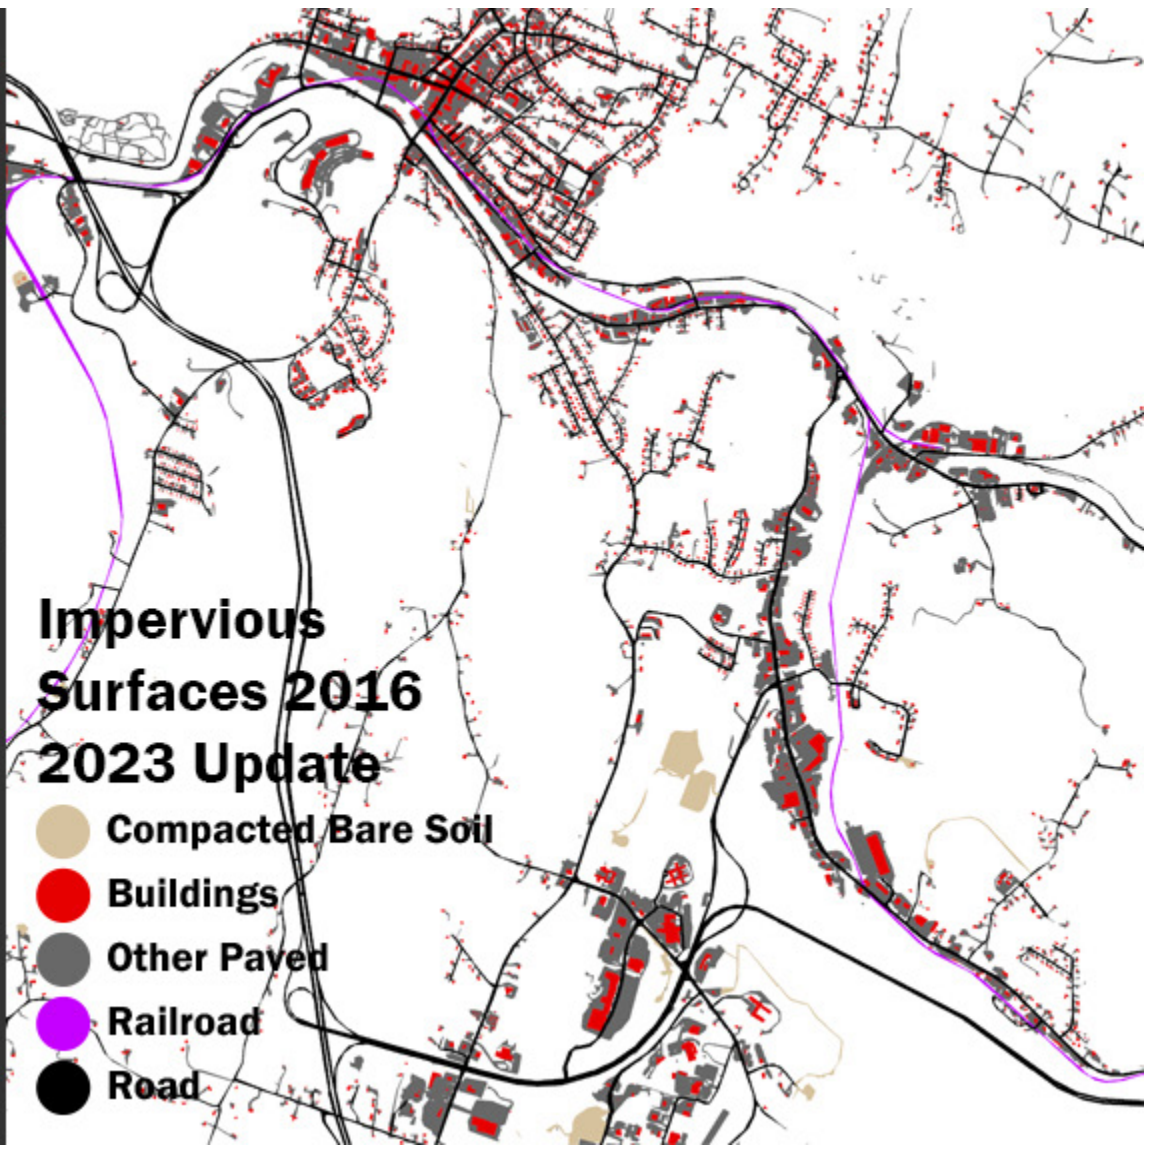 Impervious
Surfaces 2016
2023 Update
Compacted Bare Soil
Buildings
Other Paved
Railroad
Road